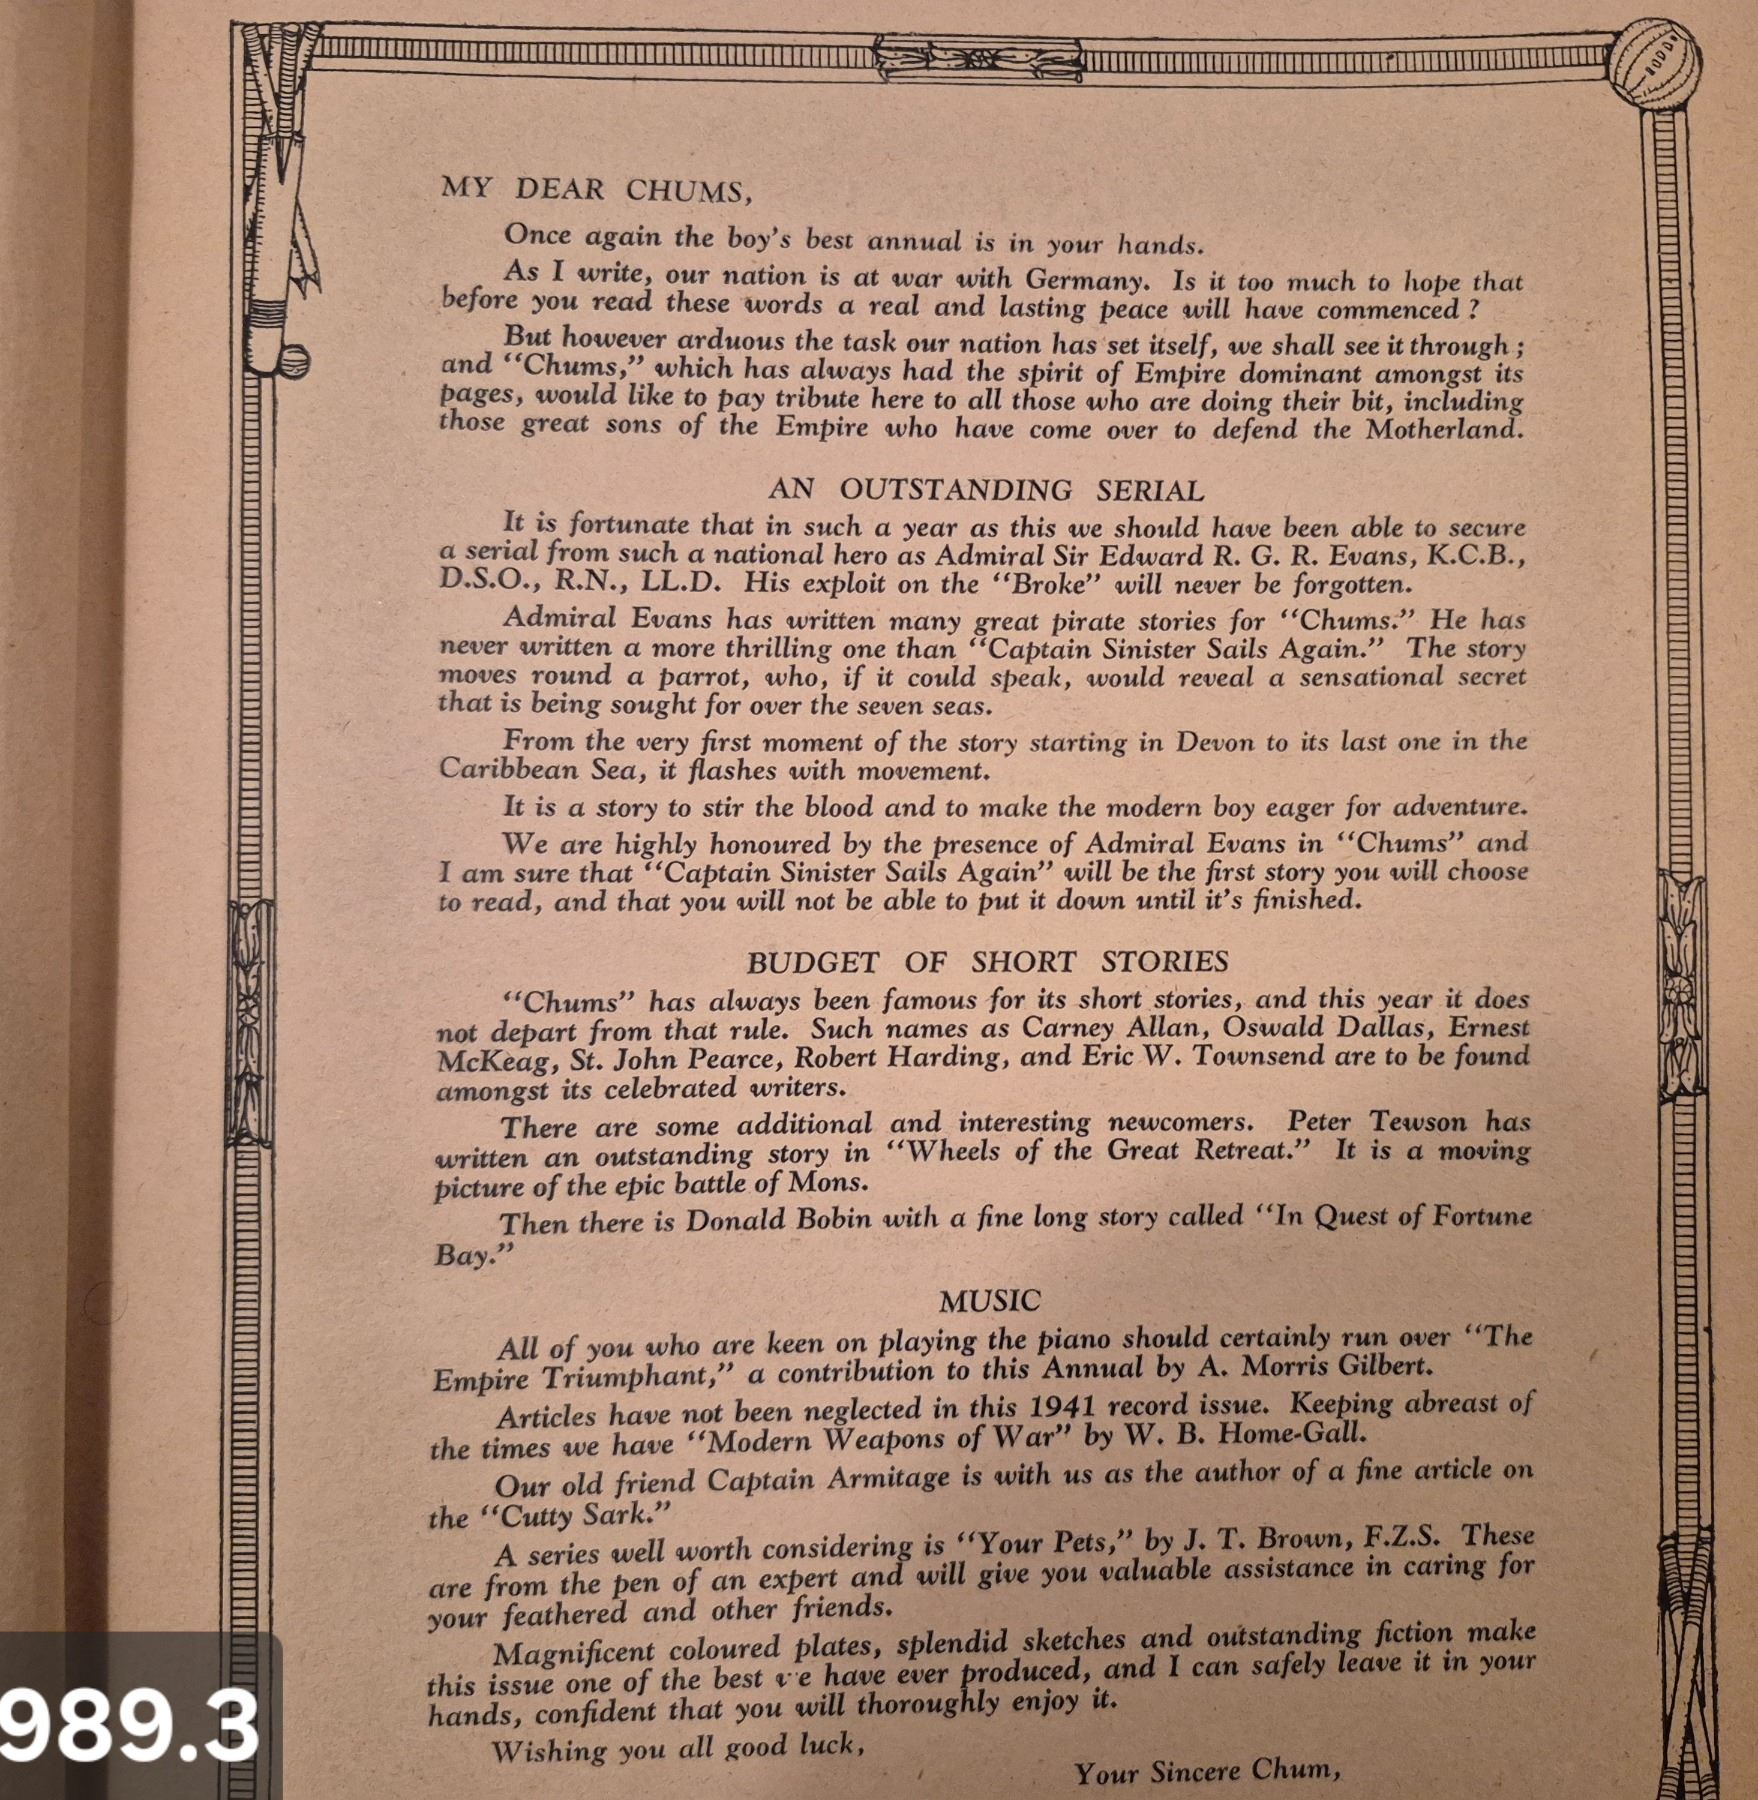 MY DEAR CHUMS,
Once again the boy's best annual is in your hands.
As I write, our nation is at war with Germany. Is it too much to hope that
before you read these words a real and lasting peace will have commenced ?
But however arduous the task our nation has set itself, we shall see it through ;
and "Chums," which has always had the spirit of Empire dominant amongst its
pages, would like to pay tribute here to all those who are doing their bit, including
those great sons of the Empire who have come over to defend the Motherland.
AN OUTSTANDING SERIAL
It is fortunate that in such a year as this we should have been able to secure
a serial from such a national hero as Admiral Sir Edward R. G. R. Evans, K.C.B.,
D.S.O., R.N., LL.D. His exploit on the "Broke" will never be forgotten.
Admiral Evans has written many great pirate stories for "Chums." He has
never written a more thrilling one than "Captain Sinister Sails Again." The story
moves round a parrot, who, if it could speak, would reveal a sensational secret
that is being sought for over the seven seas.
From the very first moment of the story starting in Devon to its last one in the
Caribbean Sea, it flashes with movement.
It is a story to stir the blood and to make the modern boy eager for adventure.
We are highly honoured by the presence of Admiral Evans in "Chums" and
I am sure that "Captain Sinister Sails Again" will be the first story you will choose
to read, and that you will not be able to put it down until it's finished.
BUDGET OF SHORT STORIES
"Chums" has always been famous for its short stories, and this year it does
not depart from that rule. Such names as Carney Allan, Oswald Dallas, Ernest
McKeag, St. John Pearce, Robert Harding, and Eric W. Townsend are to be found
amongst its celebrated writers.
There are some additional and interesting newcomers. Peter Tewson has
written an outstanding story in "Wheels of the Great Retreat." It is a moving
picture of the epic battle of Mons.
Then there is Donald Bobin with a fine long story called "In Quest of Fortune
Bay."
MUSIC
All of you who are keen on playing the piano should certainly run over "The
Empire Triumphant," a contribution to this Annual by A. Morris Gilbert.
Articles have not been neglected in this 1941 record issue. Keeping abreast of
the times we have "Modern Weapons of War" by W. B. Home-Gall.
Our old friend Captain Armitage is with us as the author of a fine article on
the "Cutty Sark."
A series well worth considering is "Your Pets," by J. T. Brown, F.Z.S. These
are from the pen of an expert and will give you valuable assistance in caring for
your feathered and other friends.
Magnificent coloured plates, splendid sketches and outstanding fiction make
this issue one of the best we have ever produced, and I can safely leave it in your
hands, confident that you will thoroughly enjoy it.
Wishing you all good luck,
Your Sincere Chum,
989.3